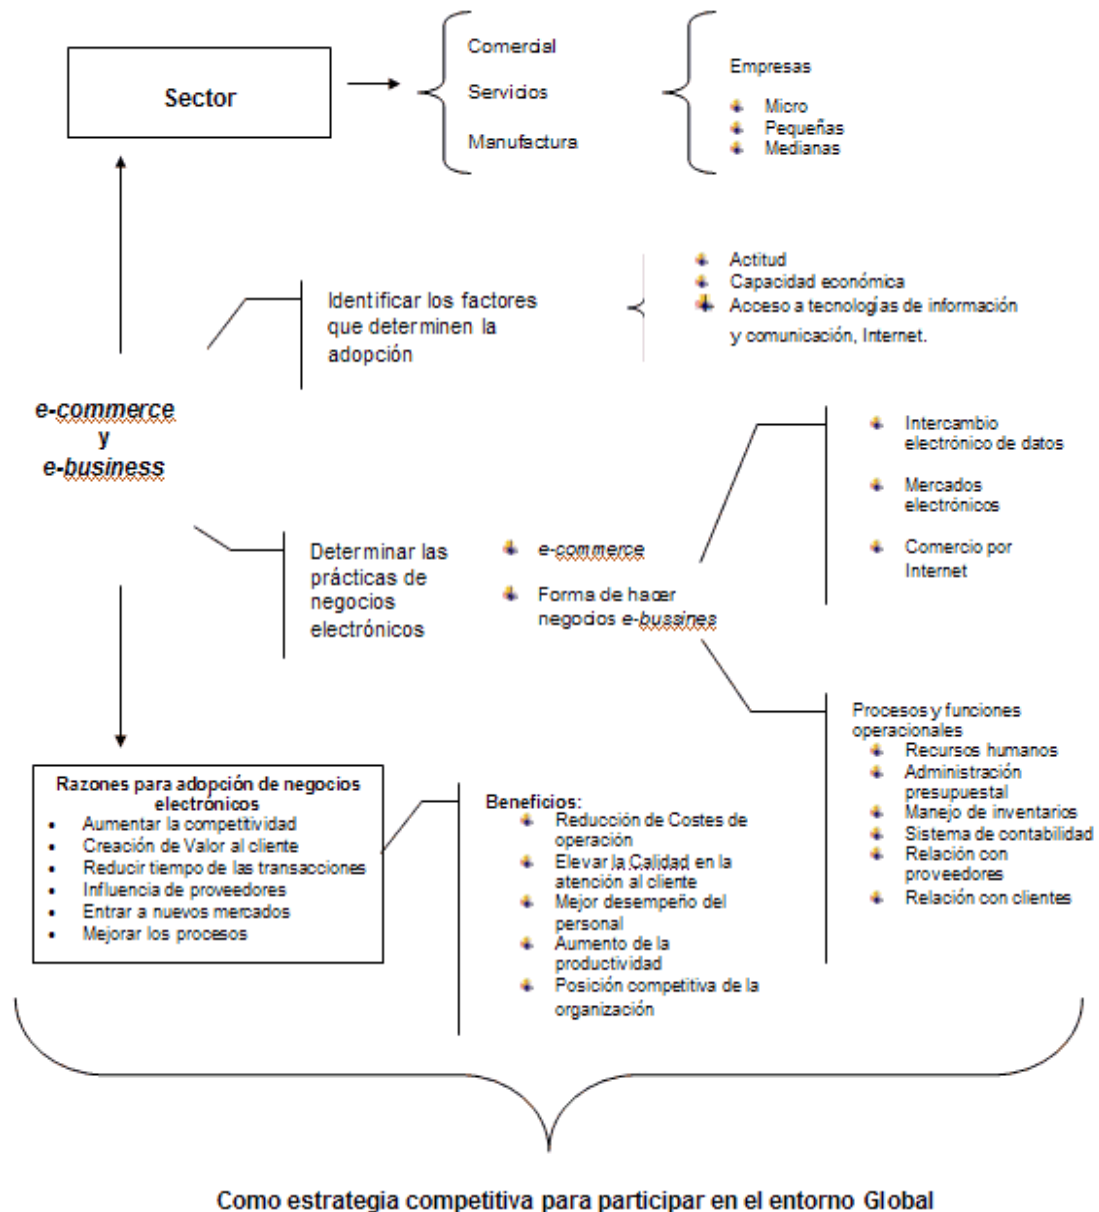 Sector
Comercial
Servicios
Manufactura
Empresas
Micro
Pequeñas
Medianas
Identificar los factores
que determinen la
adopción
Actitud
Capacidad económica
Acceso a tecnologías de información
y comunicación, Internet.
e-commerce
y
e-business
Determinar las
prácticas de
negocios
electrónicos
e-commerce
Forma de hacer
negocios e-bussines
Intercambio
electrónico de datos
Mercados
electrónicos
Comercio por
Internet
Procesos y funciones
operacionales
Recursos humanos
Administración
presupuestal
Manejo de inventarios
Sistema de contabilidad
Relación con
proveedores
Relación con clientes
Razones para adopción de negocios
electrónicos
Aumentar la competitividad
Creación de Valor al cliente
Reducir tiempo de las transacciones
Influencia de proveedores
Entrar a nuevos mercados
Mejorar los procesos
Beneficios:
Reducción de Costes de
operación
Elevar la Calidad en la
atención al cliente
Mejor desempeño del
personal
Aumento de la
productividad
Posición competitiva de la
organización
Como estrategia competitiva para participar en el entorno Global